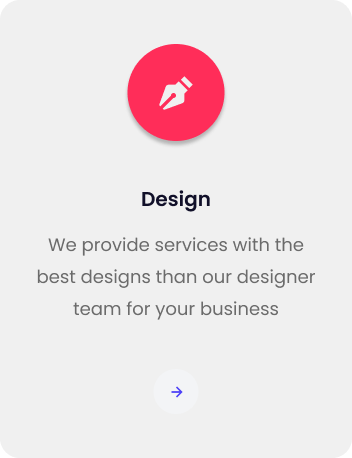 Design
We provide services with the
best designs than our designer
team for your business